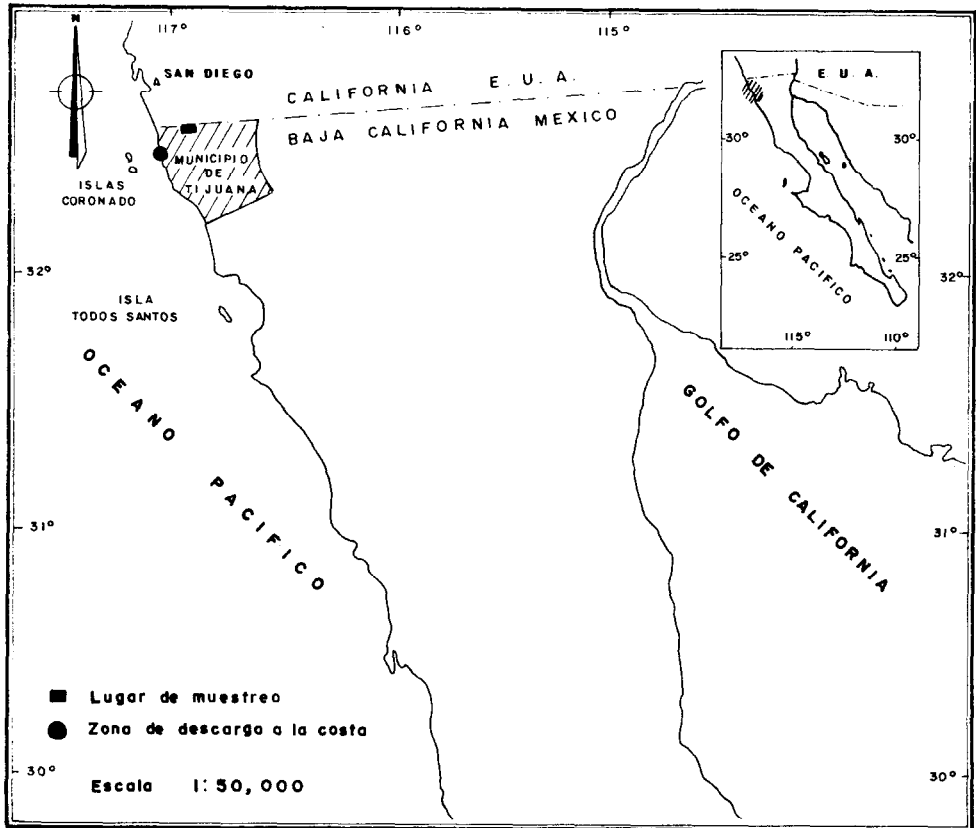 N
117°
116°
115°
SAN DIEGO
CALIFORNIA E. U. A.
BAJA CALIFORNIA MEXICO
MUNICIPIO
DE
TIJUANA
ISLAS
CORONADO
32°
32°
ISLA
TODOS SANTOS
OCEANO PACIFICO
GOLFO DE CALIFORNIA
E. U. A.
30°
30°
OCEANO PACIFICO
25°
25°
115°
110°
31°
31°
Lugar de muestreo
Zona de descarga a la costa
30°
30°
Escala 1:50,000